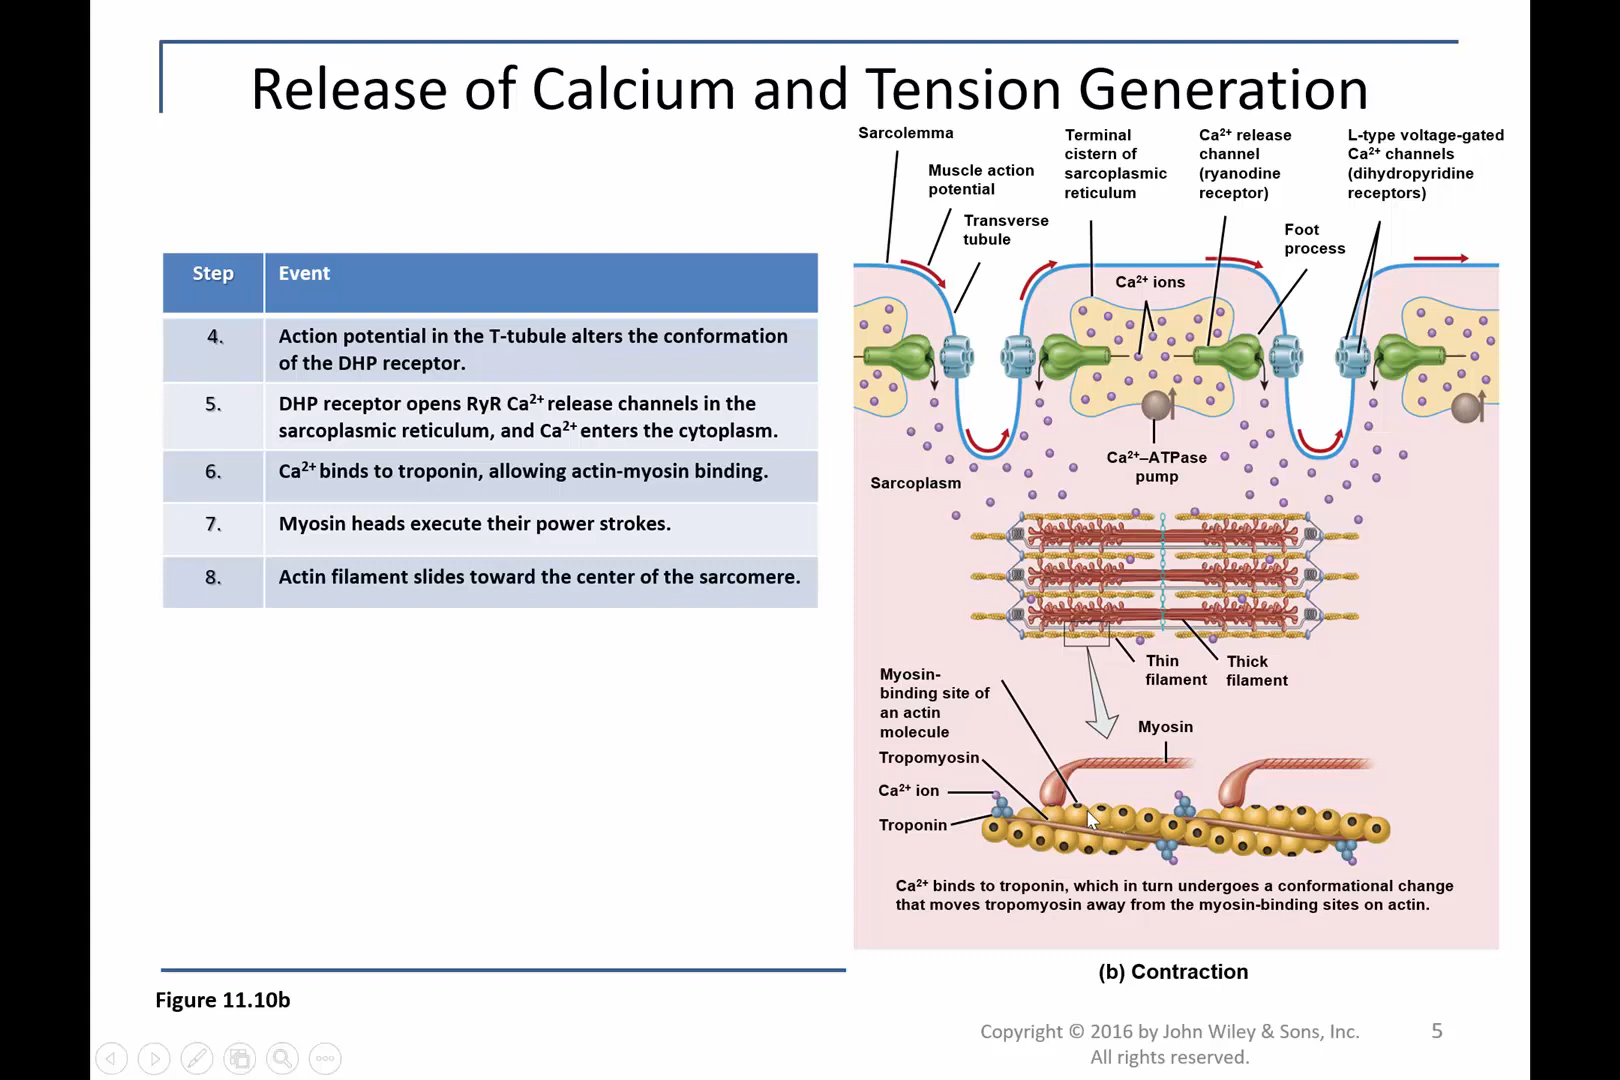 Release of Calcium and Tension Generation
Step Event
4. Action potential in the T-tubule alters the conformation
of the DHP receptor.
5. DHP receptor opens RyR Ca²⁺ release channels in the
sarcoplasmic reticulum, and Ca²⁺ enters the cytoplasm.
6. Ca²⁺ binds to troponin, allowing actin-myosin binding.
7. Myosin heads execute their power strokes.
8. Actin filament slides toward the center of the sarcomere.
Figure 11.10b
Sarcolemma
Muscle action
potential
Transverse
tubule
Terminal
cistern of
sarcoplasmic
reticulum
Ca²⁺ release
channel
(ryanodine
receptor)
L-type voltage-gated
Ca²⁺ channels
(dihydropyridine
receptors)
Foot
process
Ca²⁺ ions
Ca²⁺–ATPase
pump
Sarcoplasm
Thin
filament
Thick
filament
Myosin-
binding site of
an actin
molecule
Myosin
Tropomyosin
Ca²⁺ ion
Troponin
Ca²⁺ binds to troponin, which in turn undergoes a conformational change
that moves tropomyosin away from the myosin-binding sites on actin.
(b) Contraction
Copyright © 2016 by John Wiley & Sons, Inc.
All rights reserved.
5